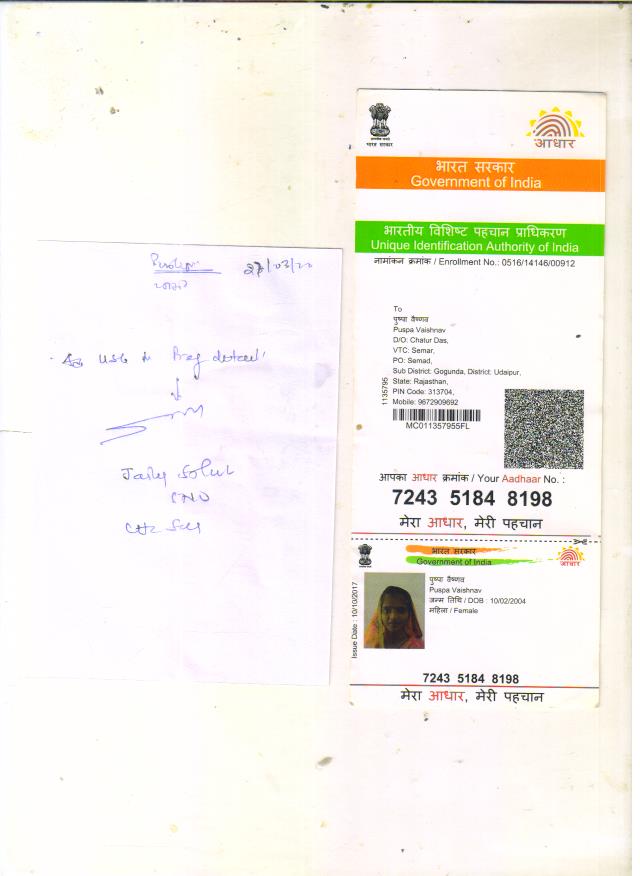 USG
CHO
भारत सरकार
आधार
भारत सरकार
Government of India
भारतीय विशिष्ट पहचान प्राधिकरण
Unique Identification Authority of India
नामांकन क्रमांक / Enrollment No.: 0516/14146/00912
To
पुष्पा वैष्णव
Puspa Vaishnav
D/O: Chatur Das,
VTC: Semar,
PO: Semad,
Sub District: Gogunda, District: Udaipur,
State: Rajasthan,
PIN Code: 313704,
Mobile: 9672909692
1135795
MC011357955FL
आपका आधार क्रमांक / Your Aadhaar No. :
7243 5184 8198
मेरा आधार, मेरी पहचान
भारत सरकार
Government of India
आधार
Issue Date : 10/10/2017
पुष्पा वैष्णव
Puspa Vaishnav
जन्म तिथि / DOB : 10/02/2004
महिला / Female
7243 5184 8198
मेरा आधार, मेरी पहचान